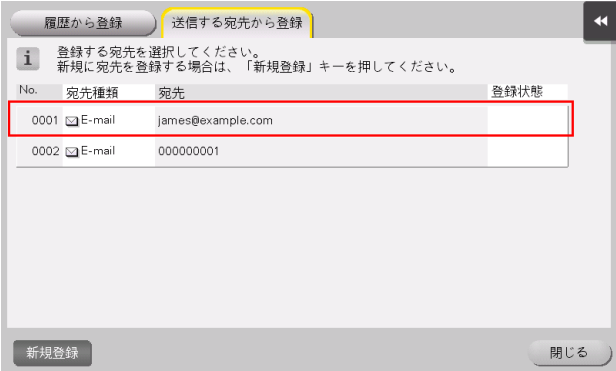 履歴から登録 送信する宛先から登録
i 登録する宛先を選択してください。
新規に宛先を登録する場合は、「新規登録」キーを押してください。
No. 宛先種類 宛先 登録状態
0001 E-mail james@example.com
0002 E-mail 000000001
新規登録 閉じる